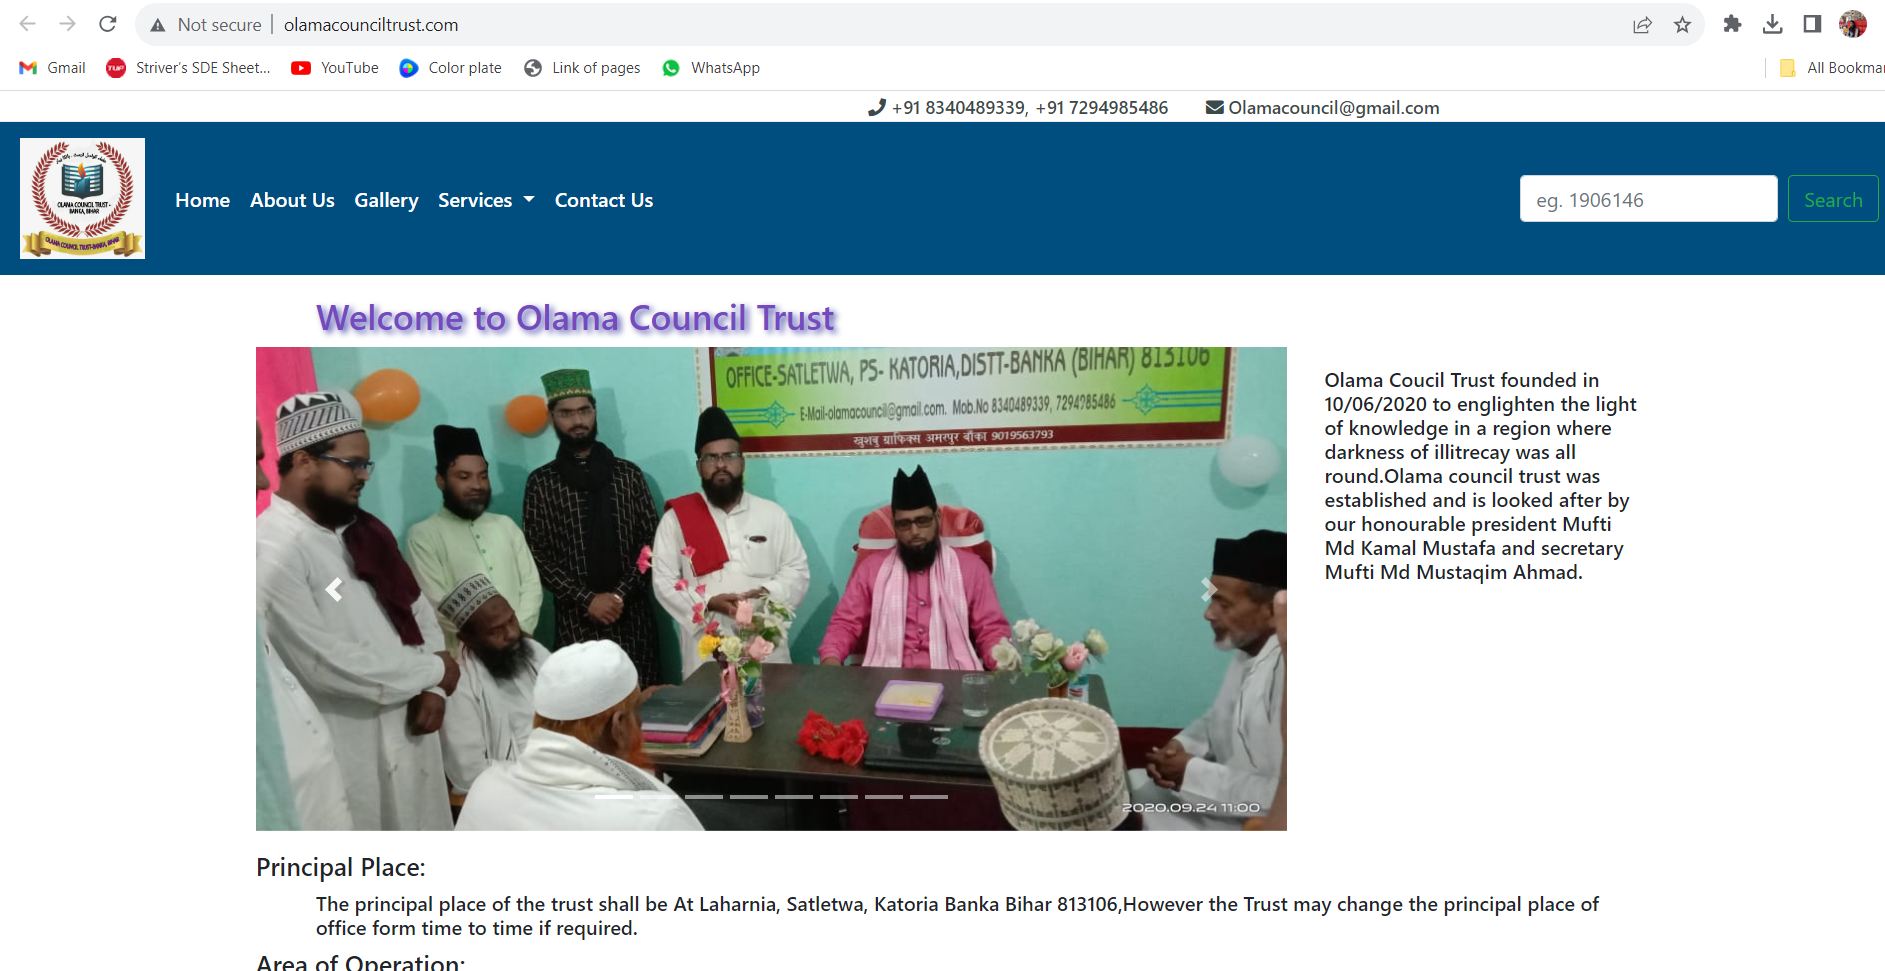 Not secure | olamacounciltrust.com
Gmail Striver's SDE Sheet... YouTube Color plate Link of pages WhatsApp All Bookmar
+91 8340489339, +91 7294985486 Olamacouncil@gmail.com
OLAMA COUNCIL TRUST -
BANKA, BIHAR
OLAMA COUNCIL TRUST-BANKA, BIHAR
Home About Us Gallery Services Contact Us
eg. 1906146 Search
Welcome to Olama Council Trust
OFFICE-SATLETWA, PS- KATORIA,DISTT-BANKA (BIHAR) 813106
E-Mail-olamacouncil@gmail.com. Mob.No 8340489339, 7294985486
खुशबु ग्राफिक्स अमरपुर बाँका 9019563793
2020.09.24 11:00
Olama Coucil Trust founded in
10/06/2020 to englighten the light
of knowledge in a region where
darkness of illitrecay was all
round.Olama council trust was
established and is looked after by
our honourable president Mufti
Md Kamal Mustafa and secretary
Mufti Md Mustaqim Ahmad.
Principal Place:
The principal place of the trust shall be At Laharnia, Satletwa, Katoria Banka Bihar 813106,However the Trust may change the principal place of
office form time to time if required.
Area of Operation: